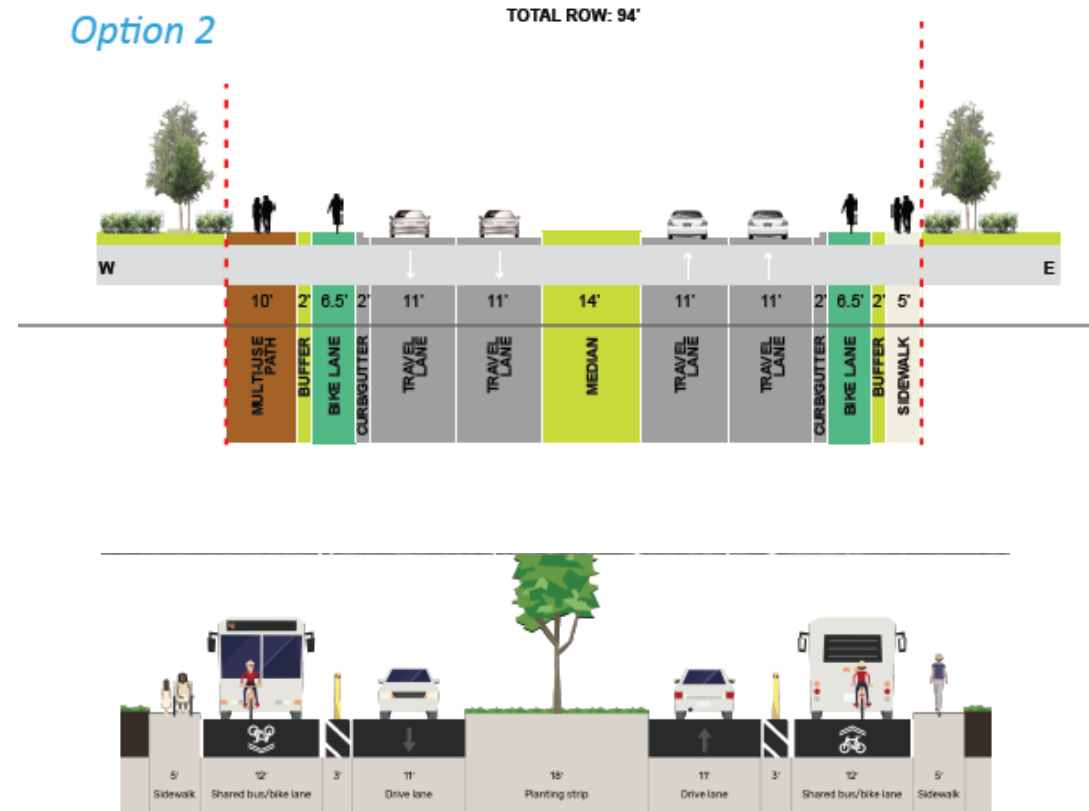 Option 2
TOTAL ROW: 94'
W
E
10' 2' 6.5' 2' 11' 11' 14' 11' 11' 2' 6.5' 2' 5'
MULTI-USE
PATH
BUFFER
BIKE LANE
CURB/GUTTER
TRAVEL
LANE
TRAVEL
LANE
MEDIAN
TRAVEL
LANE
TRAVEL
LANE
CURB/GUTTER
BIKE LANE
BUFFER
SIDEWALK
5' 12' 3' 11' 18' 11' 3' 12' 5'
Sidewalk Shared bus/bike lane Drive lane Planting strip Drive lane Shared bus/bike lane Sidewalk